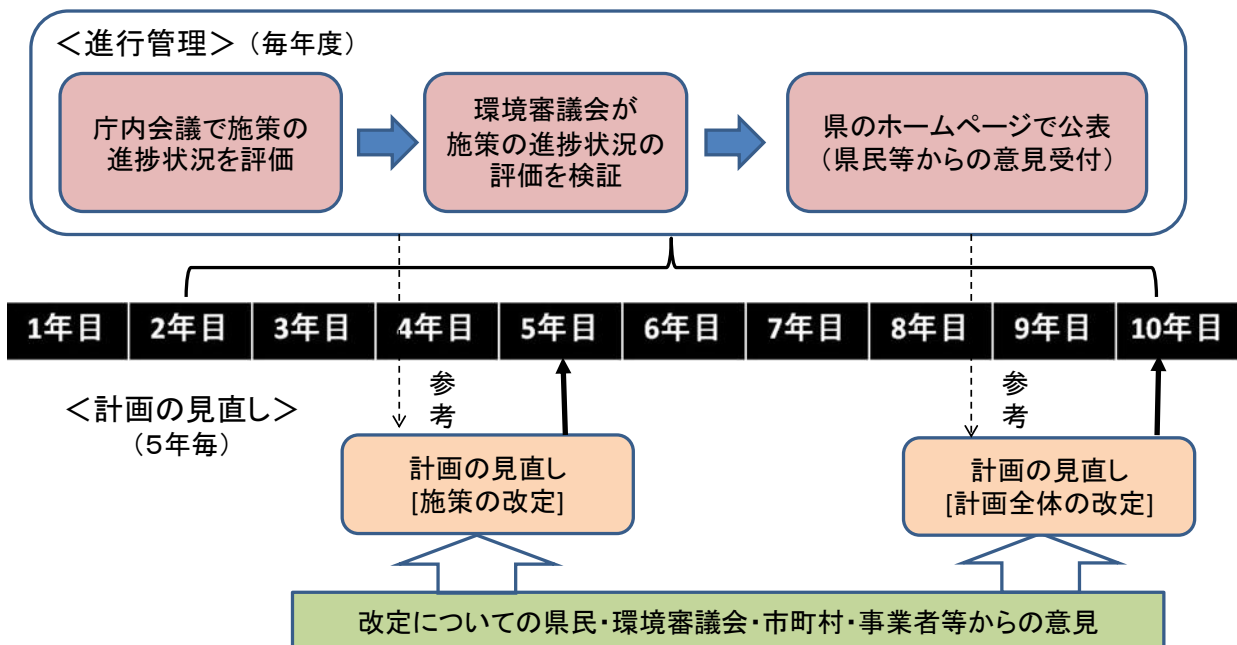 ＜進行管理＞（毎年度）
庁内会議で施策の
進捗状況を評価
環境審議会が
施策の進捗状況の
評価を検証
県のホームページで公表
（県民等からの意見受付）
1年目 2年目 3年目 4年目 5年目 6年目 7年目 8年目 9年目 10年目
＜計画の見直し＞
（５年毎）
参考
参考
計画の見直し
[施策の改定]
計画の見直し
[計画全体の改定]
改定についての県民・環境審議会・市町村・事業者等からの意見